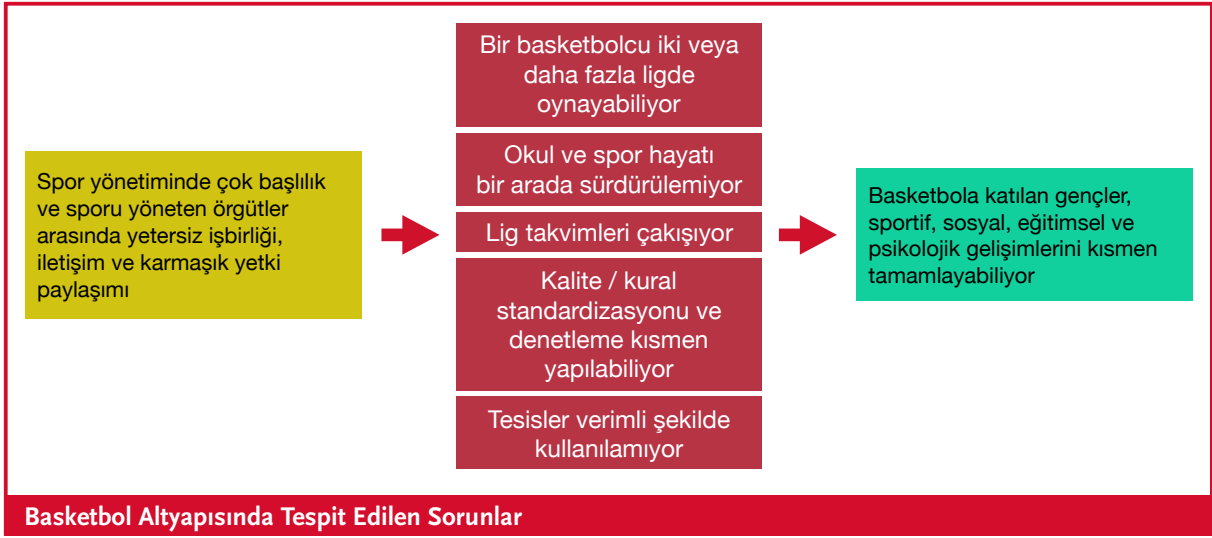 Spor yönetiminde çok başlılık
ve sporu yöneten örgütler
arasında yetersiz işbirliği,
iletişim ve karmaşık yetki
paylaşımı
Bir basketbolcu iki veya
daha fazla ligde
oynayabiliyor
Okul ve spor hayatı
bir arada sürdürülemiyor
Lig takvimleri çakışıyor
Kalite / kural
standardizasyonu ve
denetleme kısmen
yapılabiliyor
Tesisler verimli şekilde
kullanılamıyor
Basketbola katılan gençler,
sportif, sosyal, eğitimsel ve
psikolojik gelişimlerini kısmen
tamamlayabiliyor
Basketbol Altyapısında Tespit Edilen Sorunlar